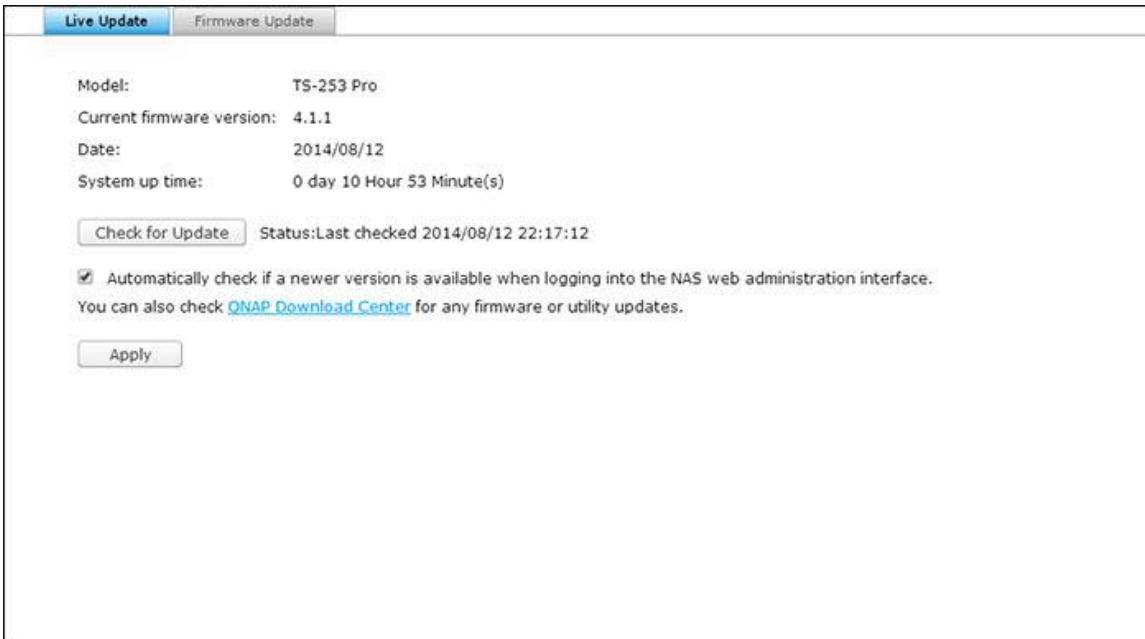 Live Update Firmware Update
Model: TS-253 Pro
Current firmware version: 4.1.1
Date: 2014/08/12
System up time: 0 day 10 Hour 53 Minute(s)
Check for Update Status:Last checked 2014/08/12 22:17:12
Automatically check if a newer version is available when logging into the NAS web administration interface.
You can also check QNAP Download Center for any firmware or utility updates.
Apply